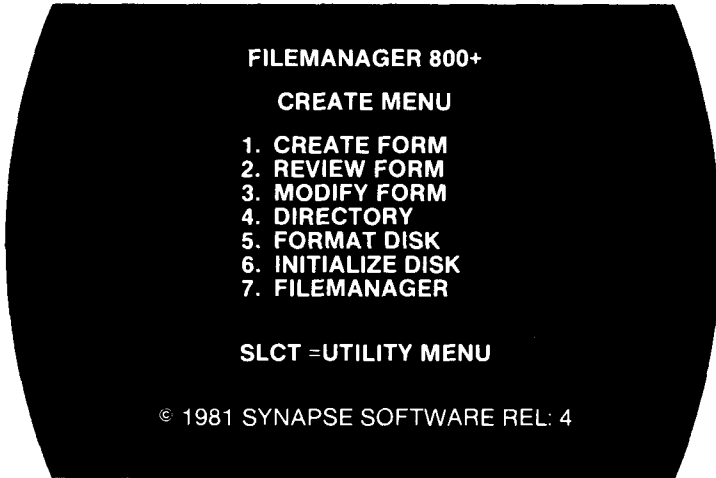 FILEMANAGER 800+
CREATE MENU
1. CREATE FORM
2. REVIEW FORM
3. MODIFY FORM
4. DIRECTORY
5. FORMAT DISK
6. INITIALIZE DISK
7. FILEMANAGER
SLCT =UTILITY MENU
© 1981 SYNAPSE SOFTWARE REL: 4